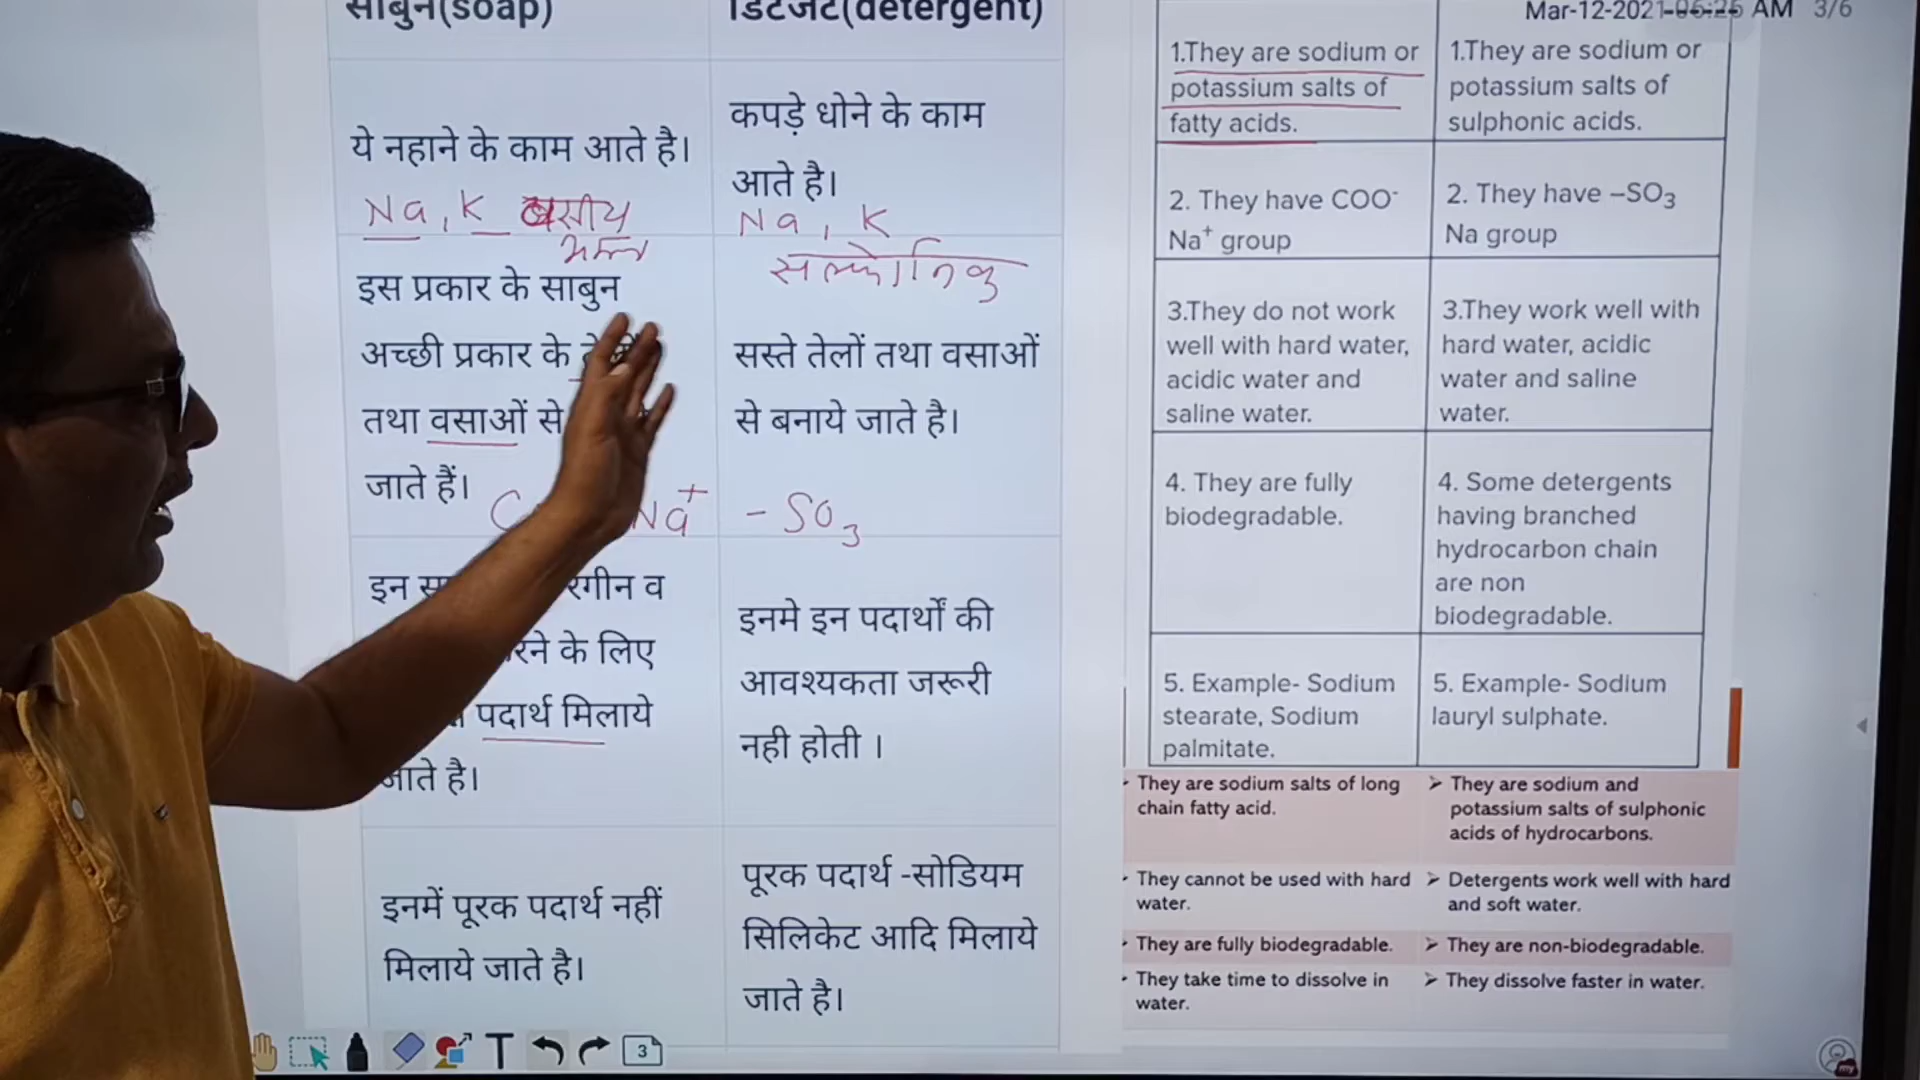 साबुन(soap)
डिटर्जेंट(detergent)
ये नहाने के काम आते है।
Na, K वसीय
अम्ल
कपड़े धोने के काम
आते है।
Na, K
सल्फोनिक
इस प्रकार के साबुन
अच्छी प्रकार के
तथा वसाओं से
जाते हैं।
Na+
सस्ते तेलों तथा वसाओं
से बनाये जाते है।
- SO3
इन
रंगीन व
के लिए
पदार्थ मिलाये
जाते है।
इनमे इन पदार्थों की
आवश्यकता जरूरी
नही होती ।
इनमें पूरक पदार्थ नहीं
मिलाये जाते है।
पूरक पदार्थ -सोडियम
सिलिकेट आदि मिलाये
जाते है।
Mar-12-2021 06:26 AM 3/6
1.They are sodium or
potassium salts of
fatty acids.
1.They are sodium or
potassium salts of
sulphonic acids.
2. They have COO-
Na+ group
2. They have –SO3
Na group
3.They do not work
well with hard water,
acidic water and
saline water.
3.They work well with
hard water, acidic
water and saline
water.
4. They are fully
biodegradable.
4. Some detergents
having branched
hydrocarbon chain
are non
biodegradable.
5. Example- Sodium
stearate, Sodium
palmitate.
5. Example- Sodium
lauryl sulphate.
They are sodium salts of long
chain fatty acid.
➢ They are sodium and
potassium salts of sulphonic
acids of hydrocarbons.
They cannot be used with hard
water.
➢ Detergents work well with hard
and soft water.
They are fully biodegradable.
➢ They are non-biodegradable.
They take time to dissolve in
water.
➢ They dissolve faster in water.
T
3